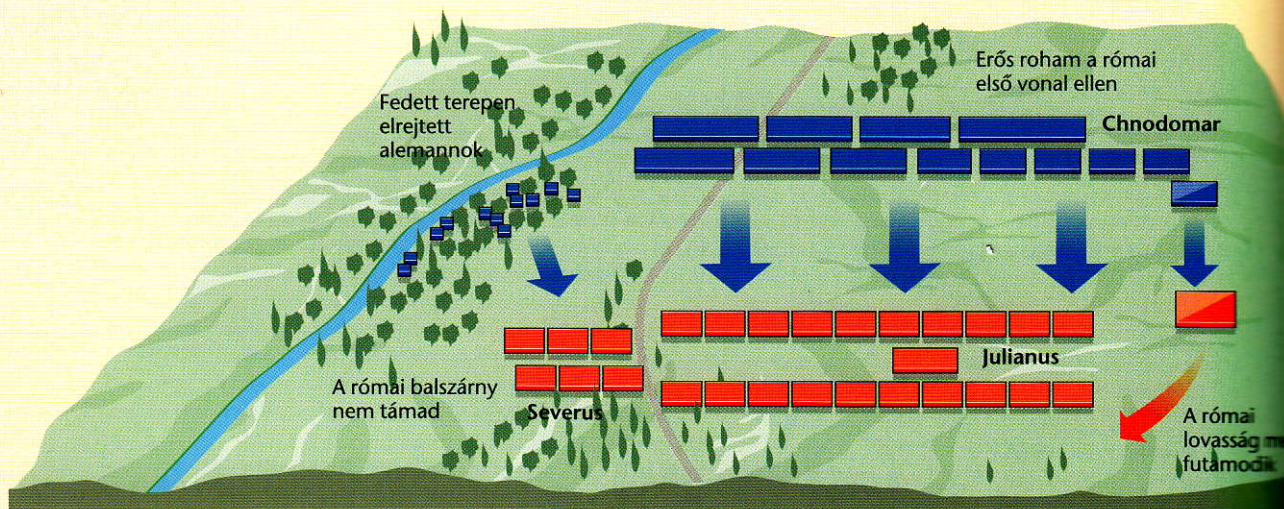 Fedett terepen
elrejtett
alemannok
Erős roham a római
első vonal ellen
Chnodomar
Julianus
A római balszárny
nem támad
Severus
A római
lovasság
futamodik